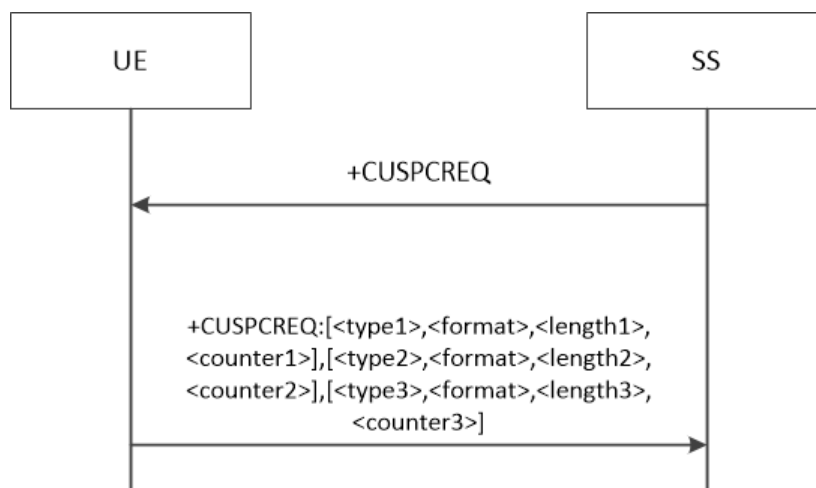 UE
SS
+CUSPCREQ
+CUSPCREQ:[<type1>,<format>,<length1>,
<counter1>],[<type2>,<format>,<length2>,
<counter2>],[<type3>,<format>,<length3>,
<counter3>]